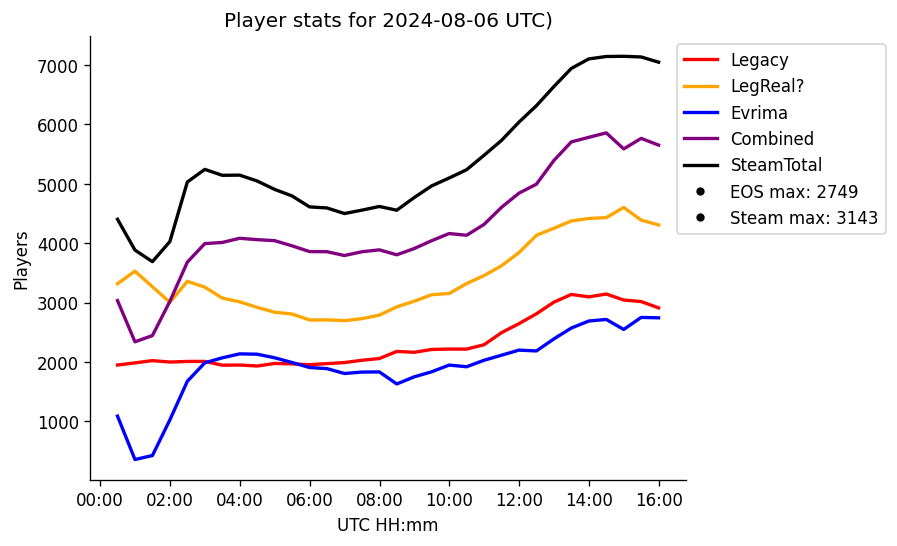 Player stats for 2024-08-06 UTC)
Players
7000
6000
5000
4000
3000
2000
1000
00:00 02:00 04:00 06:00 08:00 10:00 12:00 14:00 16:00
UTC HH:mm
Legacy
LegReal?
Evrima
Combined
SteamTotal
EOS max: 2749
Steam max: 3143